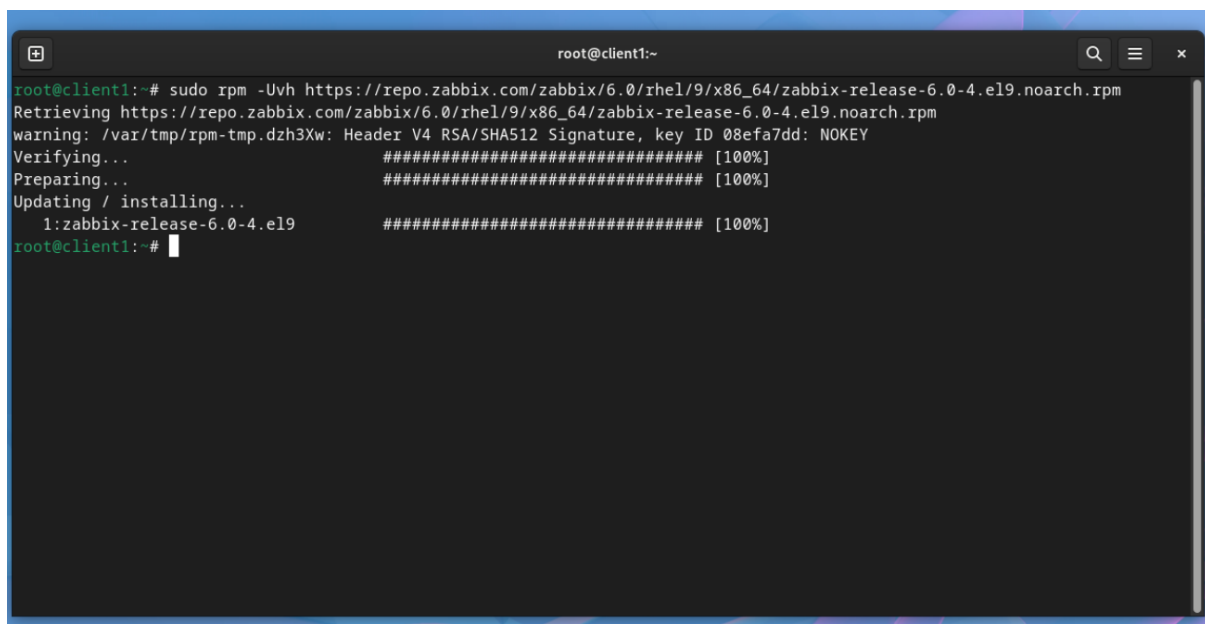 root@client1:~
root@client1:~# sudo rpm -Uvh https://repo.zabbix.com/zabbix/6.0/rhel/9/x86_64/zabbix-release-6.0-4.el9.noarch.rpm
Retrieving https://repo.zabbix.com/zabbix/6.0/rhel/9/x86_64/zabbix-release-6.0-4.el9.noarch.rpm
warning: /var/tmp/rpm-tmp.dzh3Xw: Header V4 RSA/SHA512 Signature, key ID 08efa7dd: NOKEY
Verifying... ################################# [100%]
Preparing... ################################# [100%]
Updating / installing...
1:zabbix-release-6.0-4.el9 ################################# [100%]
root@client1:~#